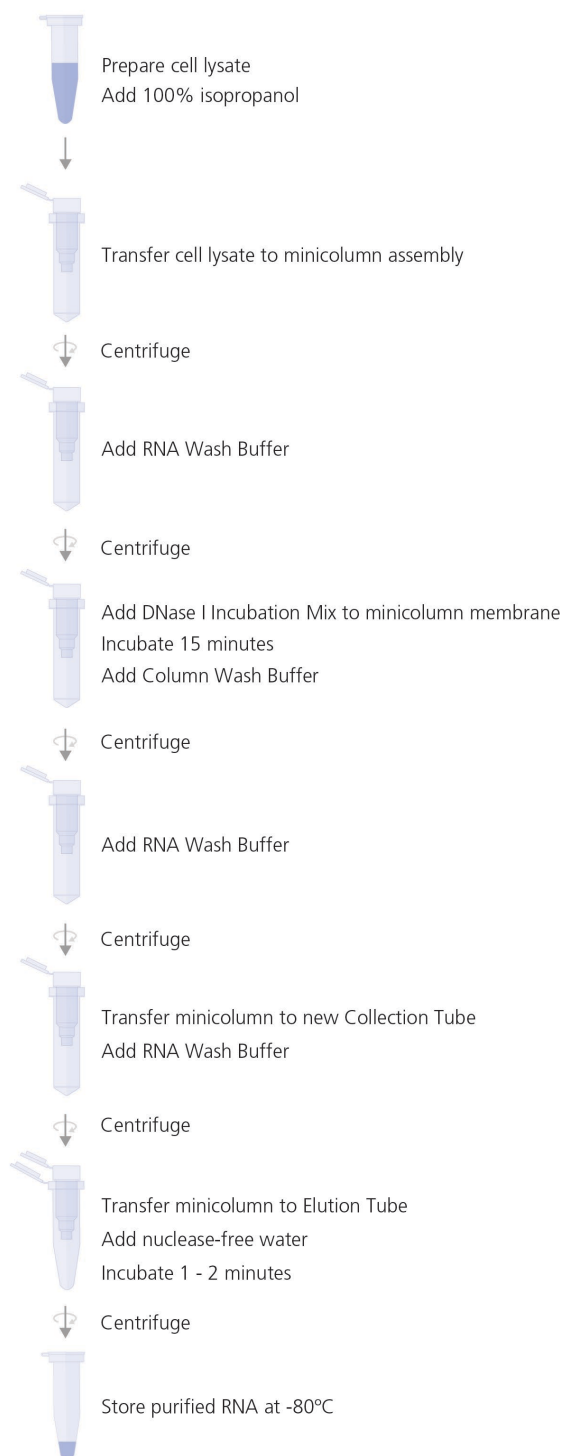 Prepare cell lysate
Add 100% isopropanol
Transfer cell lysate to minicolumn assembly
Centrifuge
Add RNA Wash Buffer
Centrifuge
Add DNase I Incubation Mix to minicolumn membrane
Incubate 15 minutes
Add Column Wash Buffer
Centrifuge
Add RNA Wash Buffer
Centrifuge
Transfer minicolumn to new Collection Tube
Add RNA Wash Buffer
Centrifuge
Transfer minicolumn to Elution Tube
Add nuclease-free water
Incubate 1 - 2 minutes
Centrifuge
Store purified RNA at -80ºC